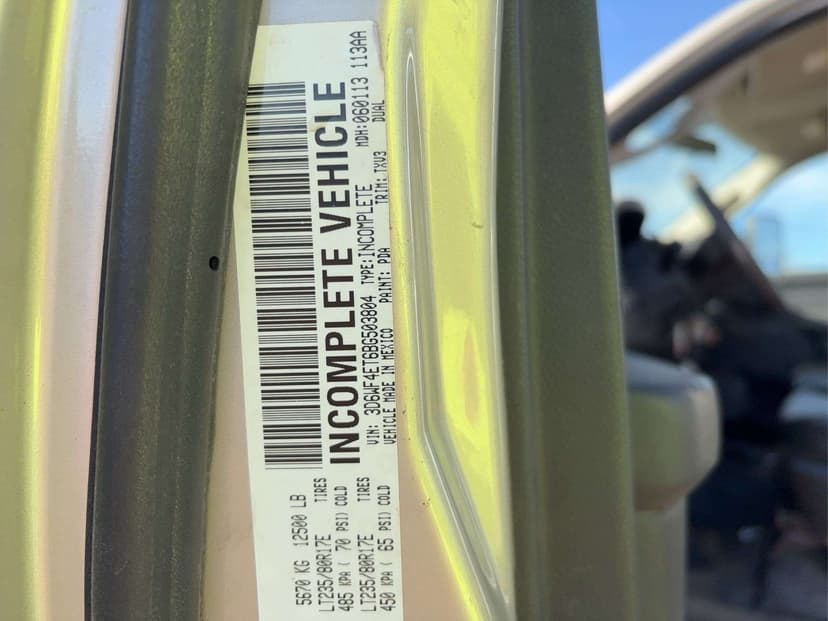 5670 KG 12500 LB
LT235/80R17E TIRES
485 KPA ( 70 PSI) COLD
LT235/80R17E TIRES
450 KPA ( 65 PSI) COLD
INCOMPLETE VEHICLE
MDH:060113 113AA
DUAL
VIN: 3D6WF4ET6BG503804 TYPE:INCOMPLETE TRIM: TXV3
VEHICLE MADE IN MEXICO PAINT: PDA